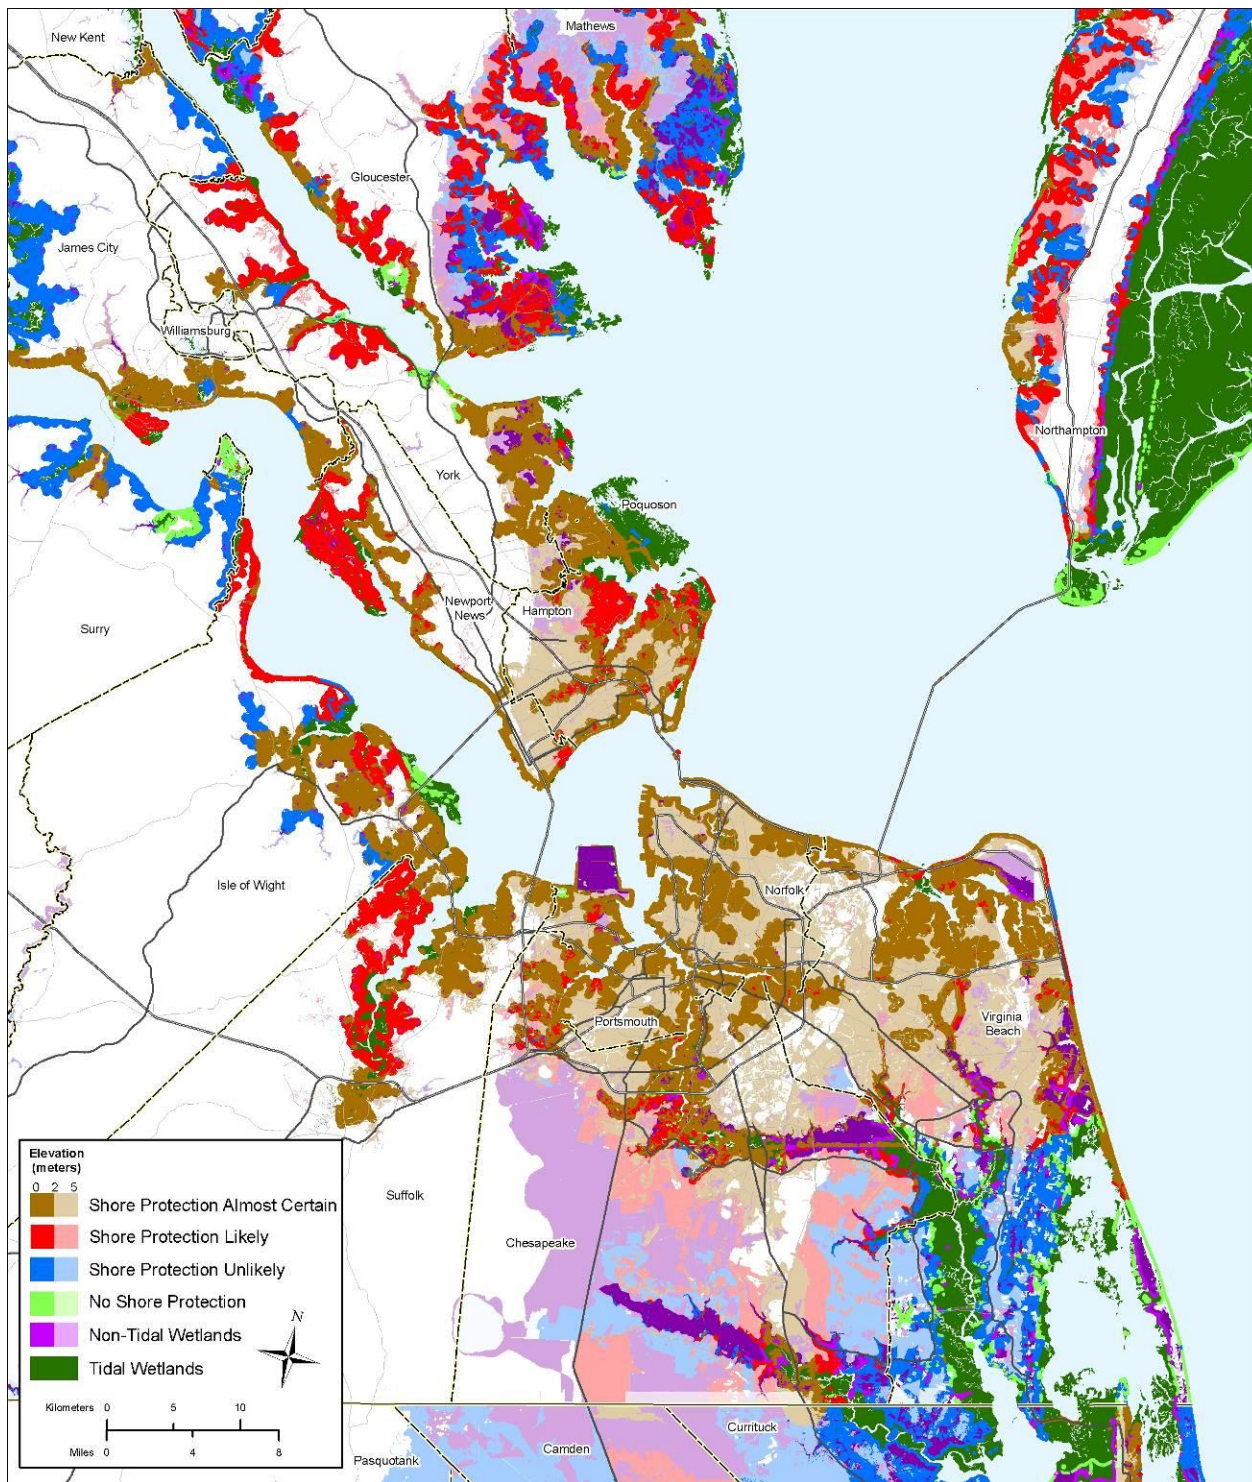 New Kent
Mathews
Gloucester
James City
Williamsburg
Northampton
York
Poquoson
Newport
News
Hampton
Surry
Isle of Wight
Norfolk
Portsmouth
Virginia
Beach
Suffolk
Chesapeake
Currituck
Camden
Pasquotank
Elevation
(meters)
0 2 5
Shore Protection Almost Certain
Shore Protection Likely
Shore Protection Unlikely
No Shore Protection
Non-Tidal Wetlands
Tidal Wetlands
N
Kilometers 0 5 10
Miles 0 4 8